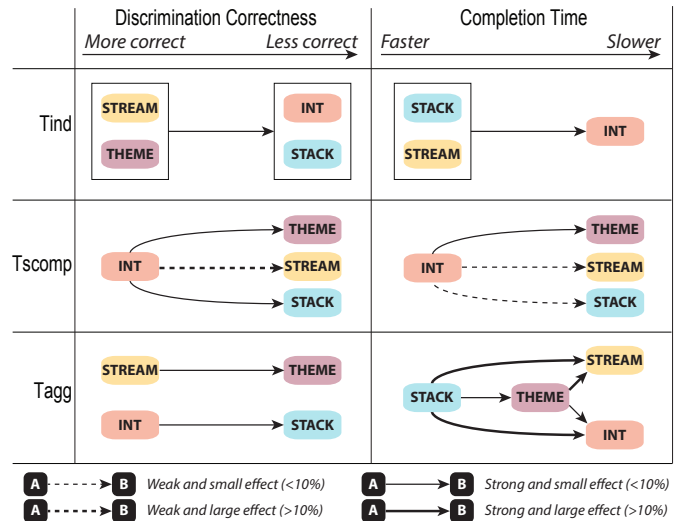 Discrimination Correctness Completion Time
More correct Less correct Faster Slower
Tind
STREAM INT STACK
THEME STACK STREAM INT
Tscomp
THEME THEME
INT STREAM INT STREAM
STACK STACK
Tagg
STREAM THEME STREAM
STACK THEME
INT STACK INT
A B Weak and small effect (<10%) A B Strong and small effect (<10%)
A B Weak and large effect (>10%) A B Strong and large effect (>10%)